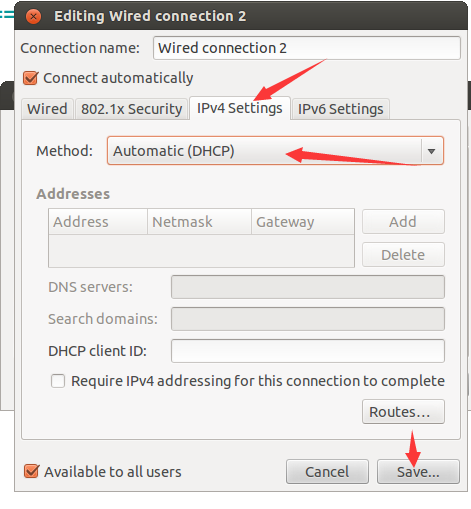 Editing Wired connection 2
Connection name: Wired connection 2
Connect automatically
Wired 802.1x Security IPv4 Settings IPv6 Settings
Method: Automatic (DHCP)
Addresses
Address Netmask Gateway Add
Delete
DNS servers:
Search domains:
DHCP client ID:
Require IPv4 addressing for this connection to complete
Routes…
Available to all users Cancel Save...